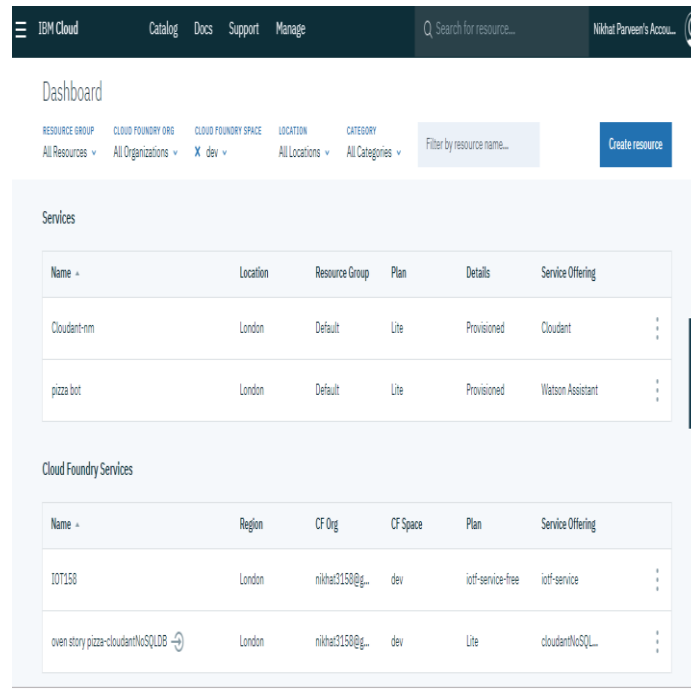 IBM Cloud Catalog Docs Support Manage Search for resource... Nikhat Parveen's Accou...
Dashboard
RESOURCE GROUP CLOUD FOUNDRY ORG CLOUD FOUNDRY SPACE LOCATION CATEGORY
All Resources All Organizations X dev All Locations All Categories Filter by resource name... Create resource
Services
Name Location Resource Group Plan Details Service Offering
Cloudant-nm London Default Lite Provisioned Cloudant
pizza bot London Default Lite Provisioned Watson Assistant
Cloud Foundry Services
Name Region CF Org CF Space Plan Service Offering
IOT158 London nikhat3158@g... dev iotf-service-free iotf-service
oven story pizza-cloudantNoSQLDB London nikhat3158@g... dev Lite cloudantNoSQL...